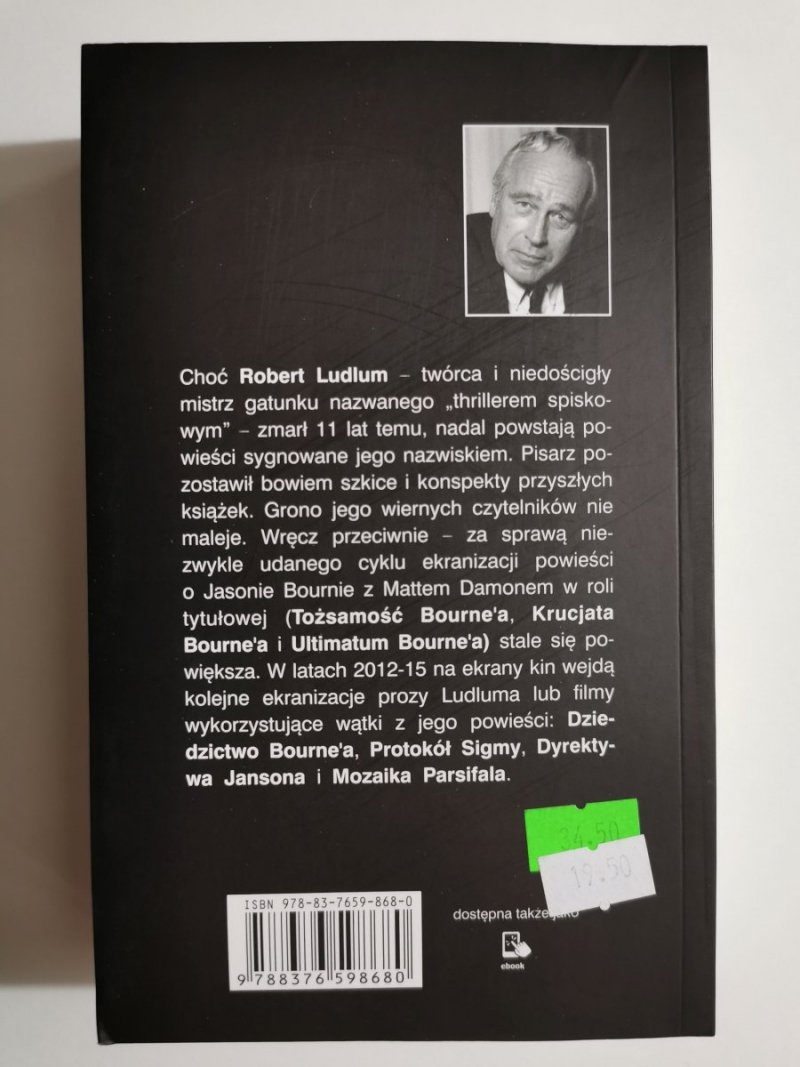 Choć Robert Ludlum – twórca i niedościgły
mistrz gatunku nazwanego „thrillerem spisko-
wym” – zmarł 11 lat temu, nadal powstają po-
wieści sygnowane jego nazwiskiem. Pisarz po-
zostawił bowiem szkice i konspekty przyszłych
książek. Grono jego wiernych czytelników nie
maleje. Wręcz przeciwnie – za sprawą nie-
zwykle udanego cyklu ekranizacji powieści
o Jasonie Bournie z Mattem Damonem w roli
tytułowej (Tożsamość Bourne'a, Krucjata
Bourne'a i Ultimatum Bourne'a) stale się po-
większa. W latach 2012-15 na ekrany kin wejdą
kolejne ekranizacje prozy Ludluma lub filmy
wykorzystujące wątki z jego powieści: Dzie-
dzictwo Bourne'a, Protokół Sigmy, Dyrekty-
wa Jansona i Mozaika Parsifala.
34.50
19.50
ISBN 978-83-7659-868-0
9 788376 598680
dostępna także jako
ebook